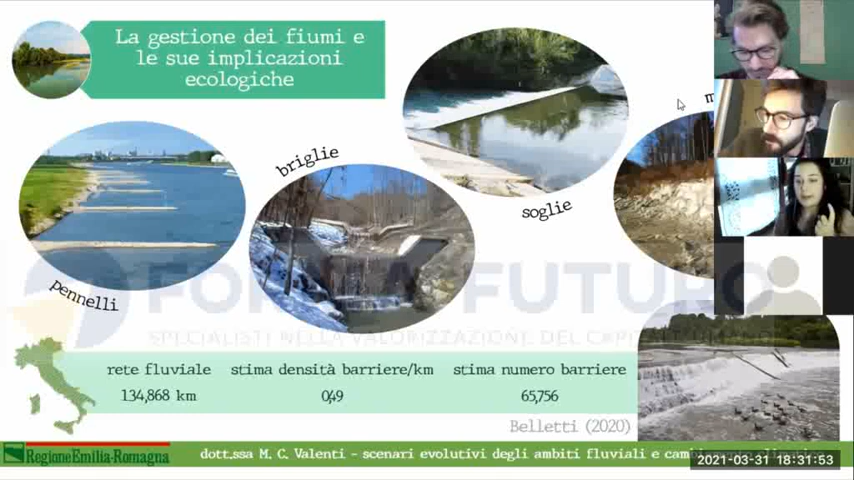 La gestione dei fiumi e
le sue implicazioni
ecologiche
briglie
soglie
pennelli
FORMA FUTURO
SPECIALISTI NELLA VALORIZZAZIONE DEL
rete fluviale stima densità barriere/km stima numero barriere
134,868 km 0,49 65,756
Belletti (2020)
RegioneEmilia-Romagna
dott.ssa M. C. Valenti - scenari evolutivi degli ambiti fluviali e
2021-03-31 18:31:53